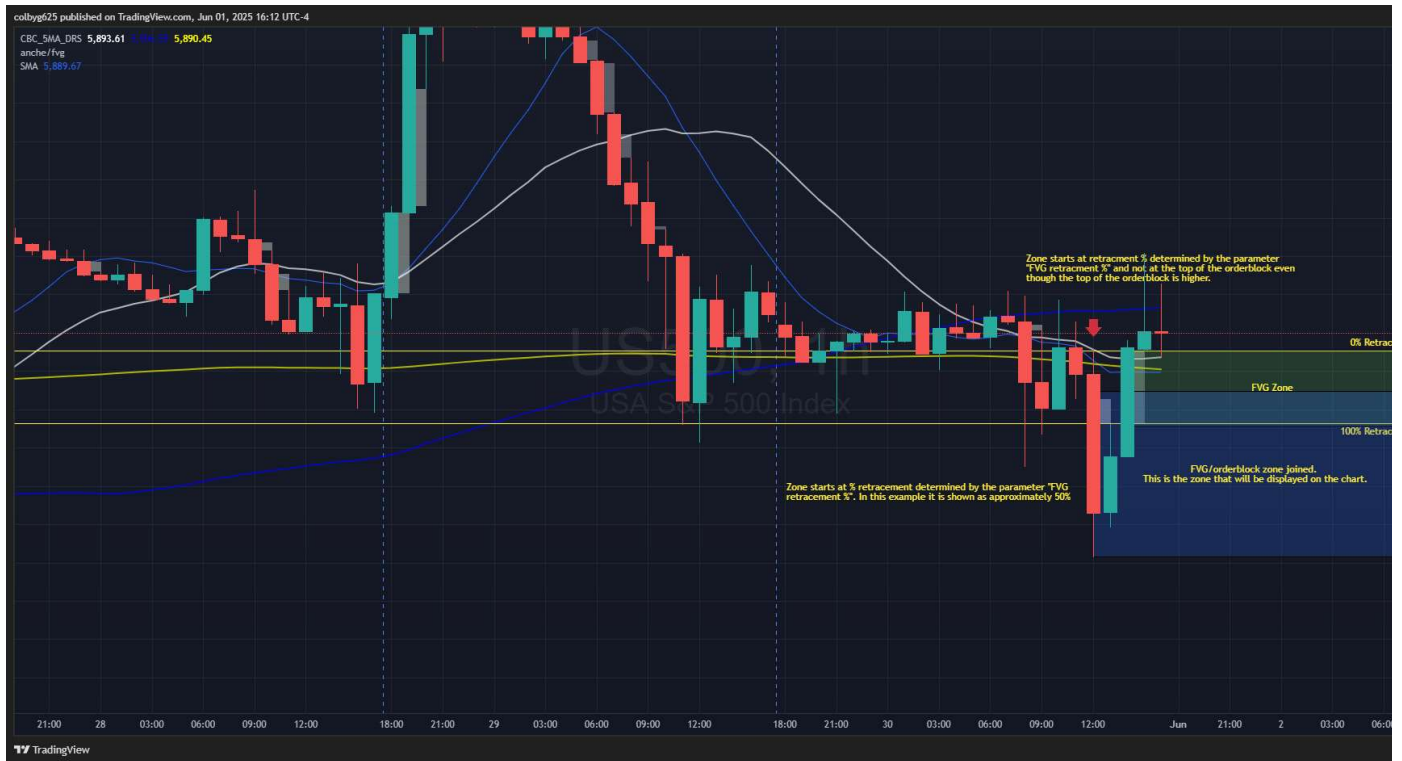 colbyg625 published on TradingView.com, Jun 01, 2025 16:12 UTC-4
CBC_5MA_DRS 5,893.61 5,890.45
anche/fvg
SMA 5,889.67
US500, 1h
USA S&P 500 Index
Zone starts at retracment % determined by the parameter
"FVG retracment %" and not at the top of the orderblock even
though the top of the orderblock is higher.
0% Retrac
FVG Zone
100% Retrac
FVG/orderblock zone joined.
This is the zone that will be displayed on the chart.
Zone starts at % retracement determined by the parameter "FVG
retracement %". In this example it is shown as approximately 50%
21:00 28 03:00 06:00 09:00 12:00 18:00 21:00 29 03:00 06:00 09:00 12:00 18:00 21:00 30 03:00 06:00 09:00 12:00 Jun 21:00 2 03:00 06:00
TradingView